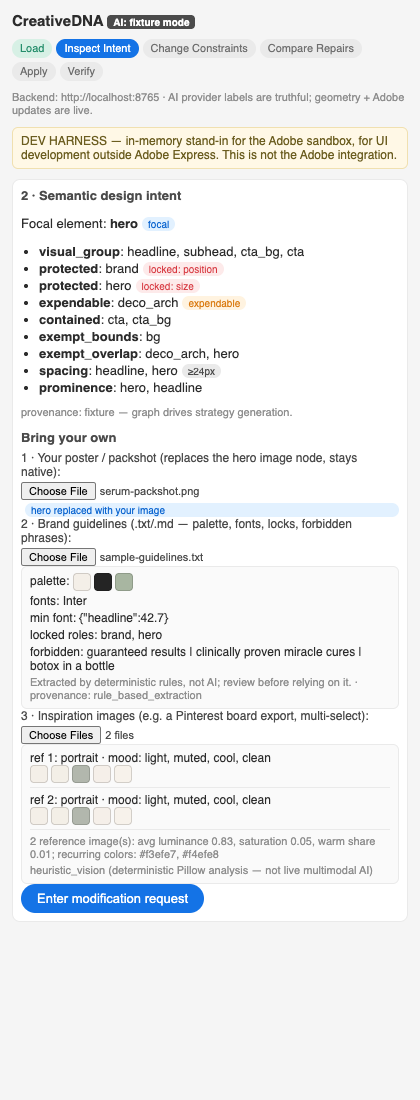 CreativeDNA AI: fixture mode
Load Inspect Intent Change Constraints Compare Repairs
Apply Verify
Backend: http://localhost:8765 · AI provider labels are truthful; geometry + Adobe
updates are live.
DEV HARNESS — in-memory stand-in for the Adobe sandbox, for UI
development outside Adobe Express. This is not the Adobe integration.
2 · Semantic design intent
Focal element: hero focal
• visual_group: headline, subhead, cta_bg, cta
• protected: brand locked: position
• protected: hero locked: size
• expendable: deco_arch expendable
• contained: cta, cta_bg
• exempt_bounds: bg
• exempt_overlap: deco_arch, hero
• spacing: headline, hero ≥24px
• prominence: hero, headline
provenance: fixture — graph drives strategy generation.
Bring your own
1 · Your poster / packshot (replaces the hero image node, stays
native):
Choose File serum-packshot.png
hero replaced with your image
2 · Brand guidelines (.txt/.md — palette, fonts, locks, forbidden
phrases):
Choose File sample-guidelines.txt
palette:
fonts: Inter
min font: {"headline":42.7}
locked roles: brand, hero
forbidden: guaranteed results | clinically proven miracle cures |
botox in a bottle
Extracted by deterministic rules, not AI; review before relying on it. ·
provenance: rule_based_extraction
3 · Inspiration images (e.g. a Pinterest board export, multi-select):
Choose Files 2 files
ref 1: portrait · mood: light, muted, cool, clean
ref 2: portrait · mood: light, muted, cool, clean
2 reference image(s): avg luminance 0.83, saturation 0.05, warm share
0.01; recurring colors: #f3efe7, #f4efe8
heuristic_vision (deterministic Pillow analysis — not live multimodal AI)
Enter modification request